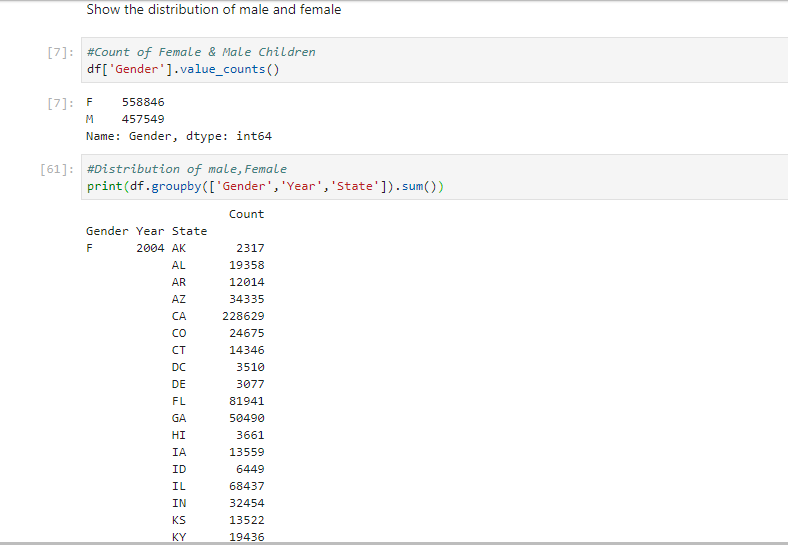 Show the distribution of male and female
[7]: #Count of Female & Male Children
df['Gender'].value_counts()
[7]: F 558846
M 457549
Name: Gender, dtype: int64
[61]: #Distribution of male,Female
print(df.groupby(['Gender','Year','State']).sum())
Count
Gender Year State
F 2004 AK 2317
AL 19358
AR 12014
AZ 34335
CA 228629
CO 24675
CT 14346
DC 3510
DE 3077
FL 81941
GA 50490
HI 3661
IA 13559
ID 6449
IL 68437
IN 32454
KS 13522
KY 19436